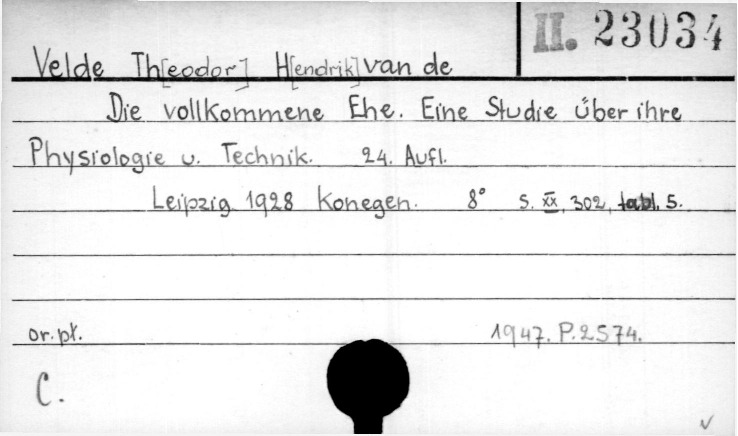 II. 23034
Velde Th[eodor] H[endrik] van de
Die vollkommene Ehe. Eine Studie über ihre
Physiologie u. Technik. 24. Aufl.
Leipzig 1928 Konegen. 8° S. XX, 302, tabl. 5.
or. pł. 1947. P. 2574.
C.